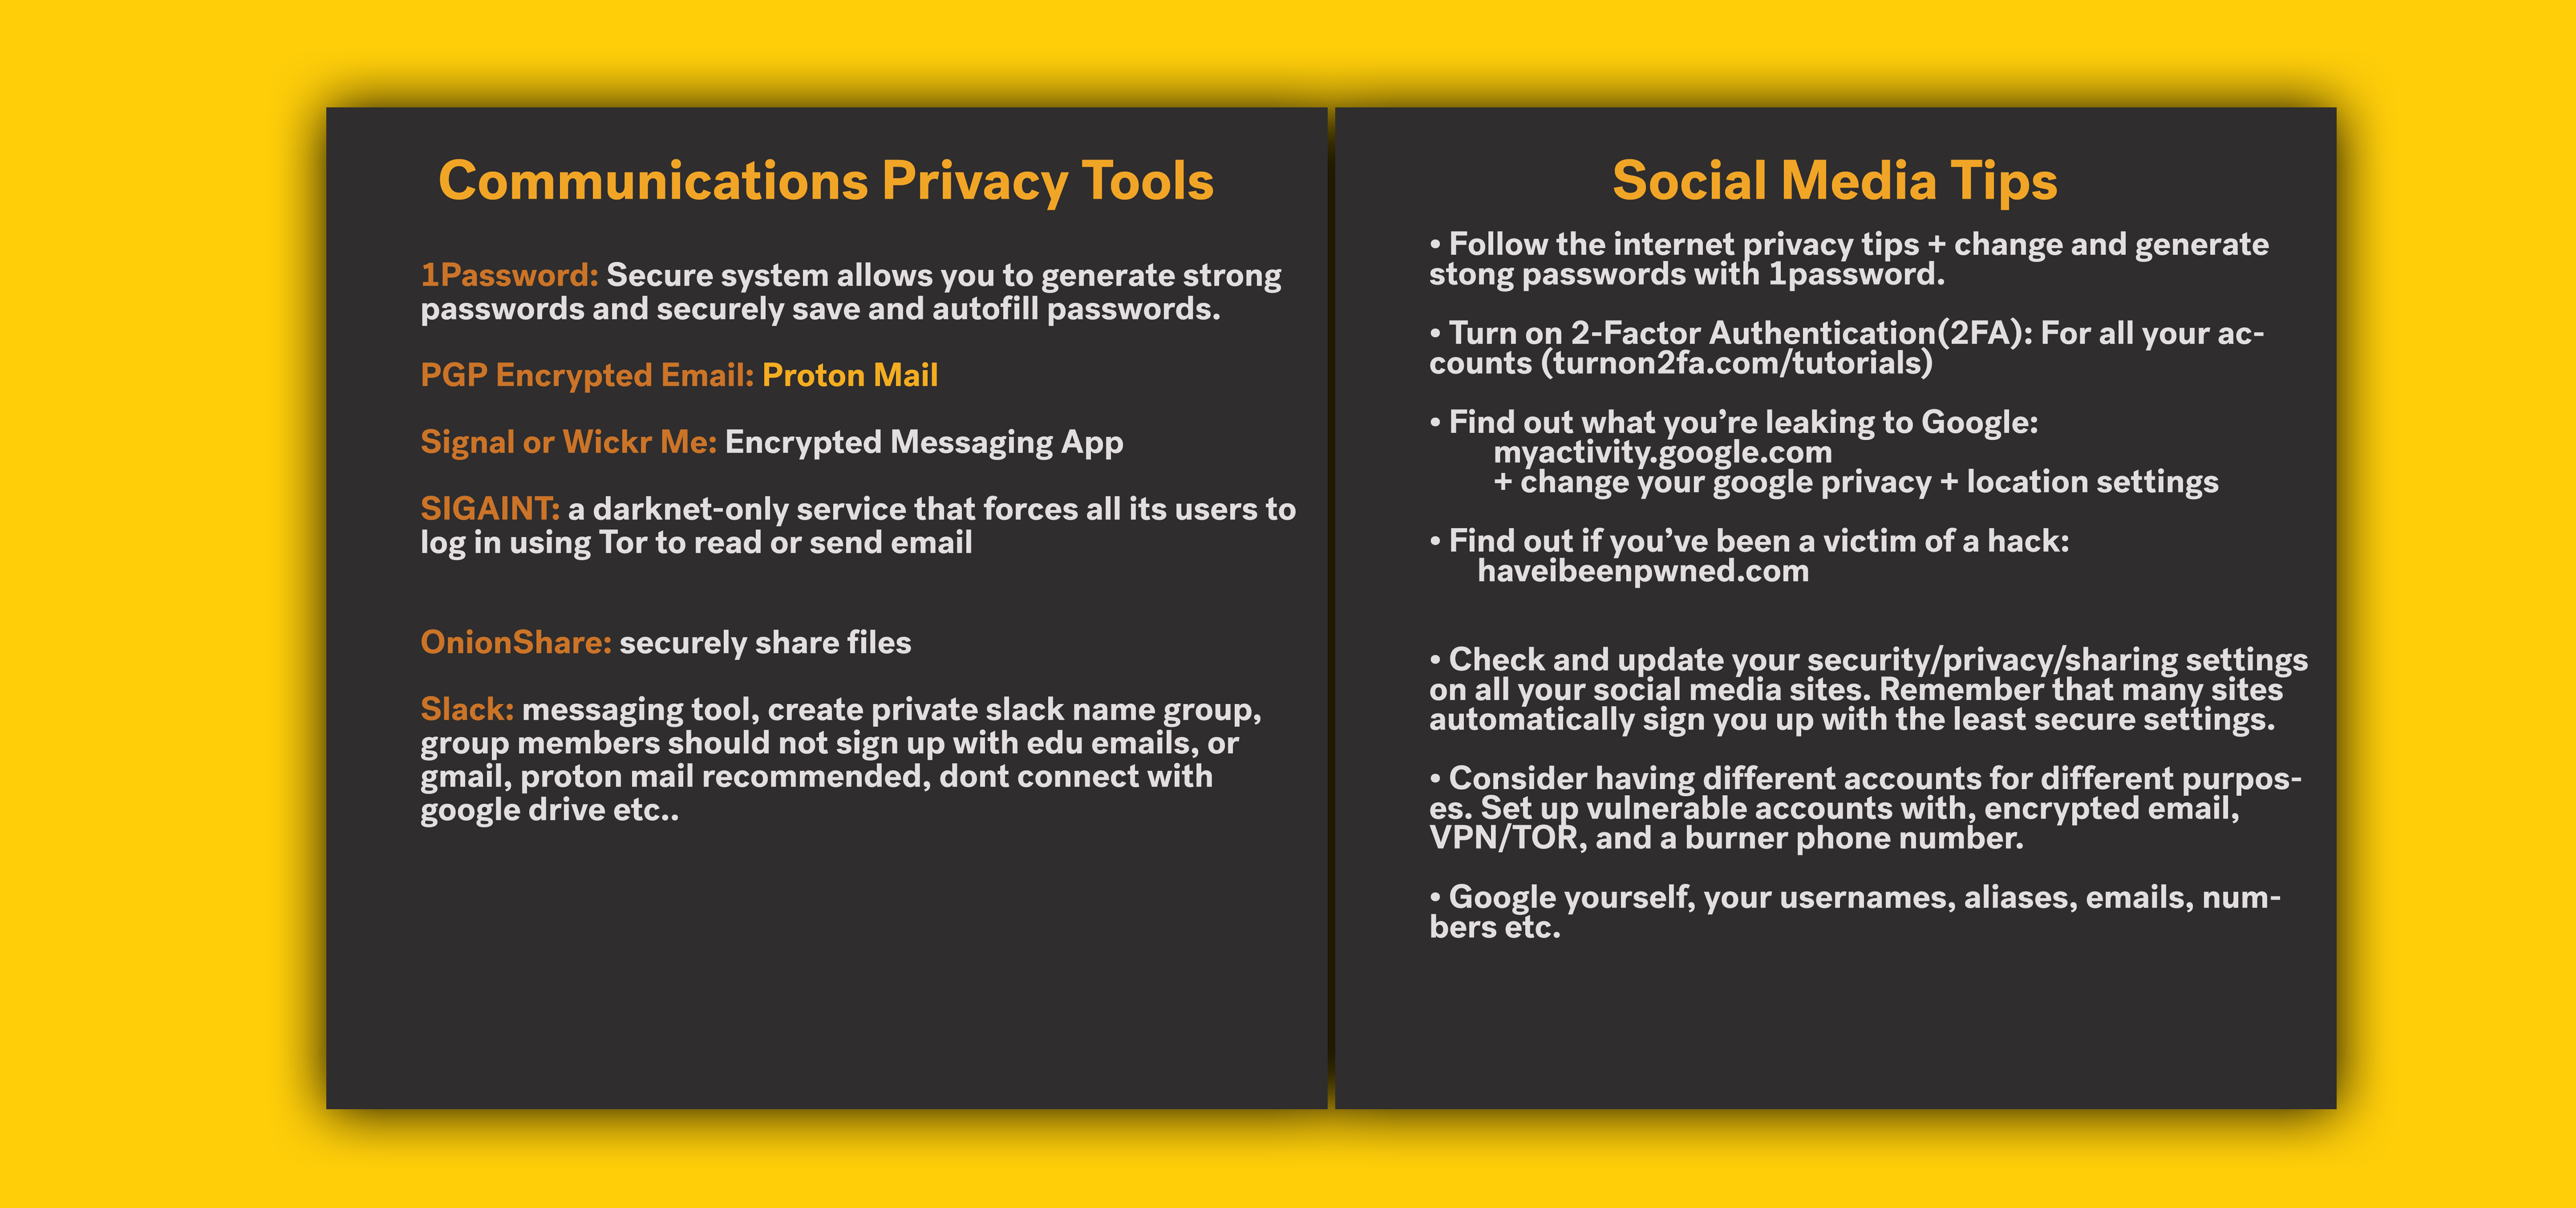 Communications Privacy Tools
1Password: Secure system allows you to generate strong
passwords and securely save and autofill passwords.
PGP Encrypted Email: Proton Mail
Signal or Wickr Me: Encrypted Messaging App
SIGAINT: a darknet-only service that forces all its users to
log in using Tor to read or send email
OnionShare: securely share files
Slack: messaging tool, create private slack name group,
group members should not sign up with edu emails, or
gmail, proton mail recommended, dont connect with
google drive etc..
Social Media Tips
• Follow the internet privacy tips + change and generate
stong passwords with 1password.
• Turn on 2-Factor Authentication(2FA): For all your ac-
counts (turnon2fa.com/tutorials)
• Find out what you’re leaking to Google:
myactivity.google.com
+ change your google privacy + location settings
• Find out if you’ve been a victim of a hack:
haveibeenpwned.com
• Check and update your security/privacy/sharing settings
on all your social media sites. Remember that many sites
automatically sign you up with the least secure settings.
• Consider having different accounts for different purpos-
es. Set up vulnerable accounts with, encrypted email,
VPN/TOR, and a burner phone number.
• Google yourself, your usernames, aliases, emails, num-
bers etc.